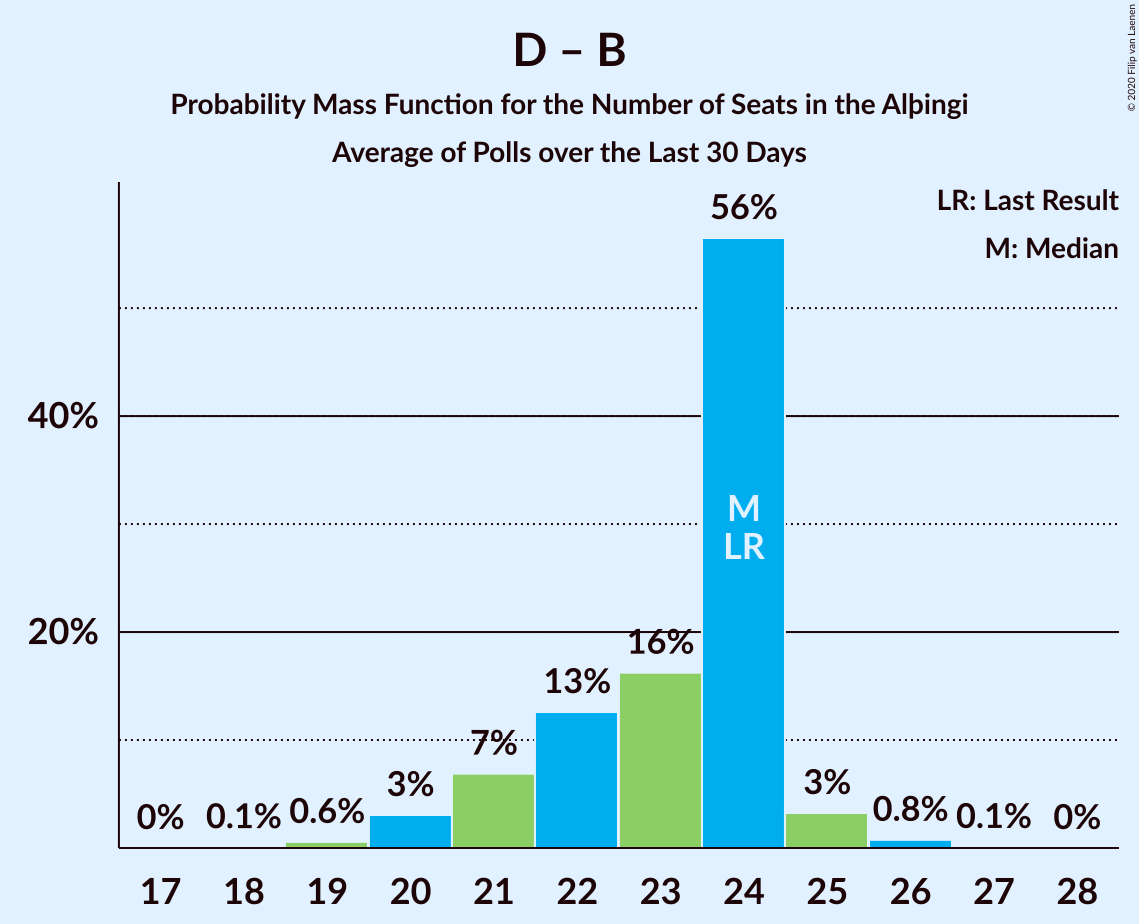 D – B
Probability Mass Function for the Number of Seats in the Alþingi
Average of Polls over the Last 30 Days
© 2020 Filip van Laenen
LR: Last Result
M: Median
56%
40%
M
LR
20%
16%
13%
7%
3%
3%
0%
0.1%
0.6%
0.8%
0.1%
0%
17 18 19 20 21 22 23 24 25 26 27 28